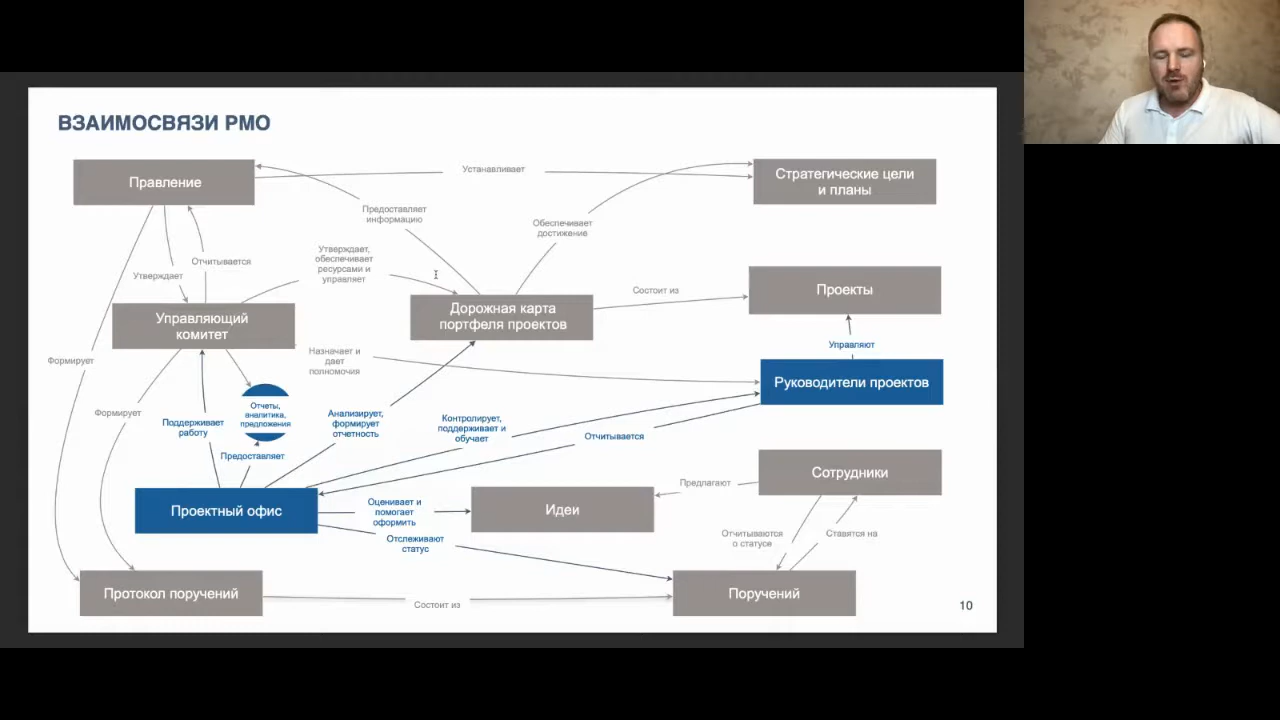 ВЗАИМОСВЯЗИ PMO
Правление
Устанавливает
Стратегические цели
и планы
Предоставляет
информацию
Обеспечивает
достижение
Утверждает
Отчитывается
Утверждает,
обеспечивает
ресурсами и
управляет
Состоит из
Проекты
Управляющий
комитет
Дорожная карта
портфеля проектов
Управляют
Формирует
Назначает и
дает
полномочия
Руководители проектов
Формирует
Поддерживает
работу
Отчеты,
аналитика,
предложения
Анализирует,
формирует
отчетность
Контролирует,
поддерживает и
обучает
Отчитывается
Предоставляет
Сотрудники
Предлагают
Проектный офис
Оценивает и
помогает
оформить
Идеи
Отслеживают
статус
Отчитываются
о статусе
Ставятся на
Протокол поручений
Состоит из
Поручений
10